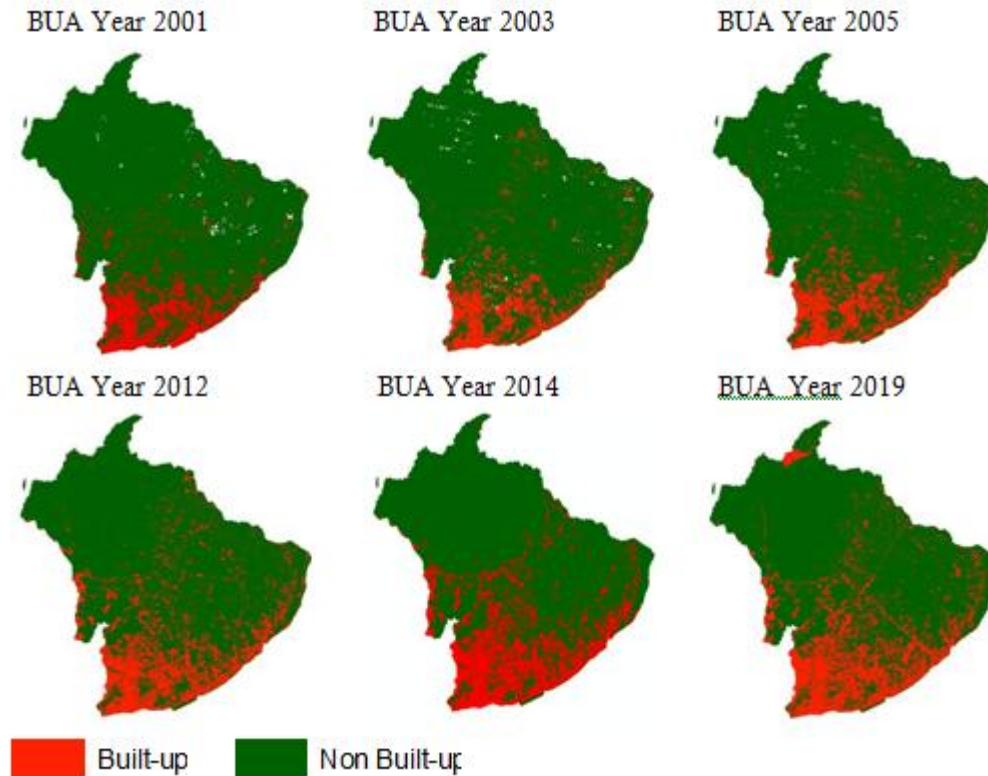 BUA Year 2001
BUA Year 2003
BUA Year 2005
BUA Year 2012
BUA Year 2014
BUA Year 2019
Built-up
Non Built-up